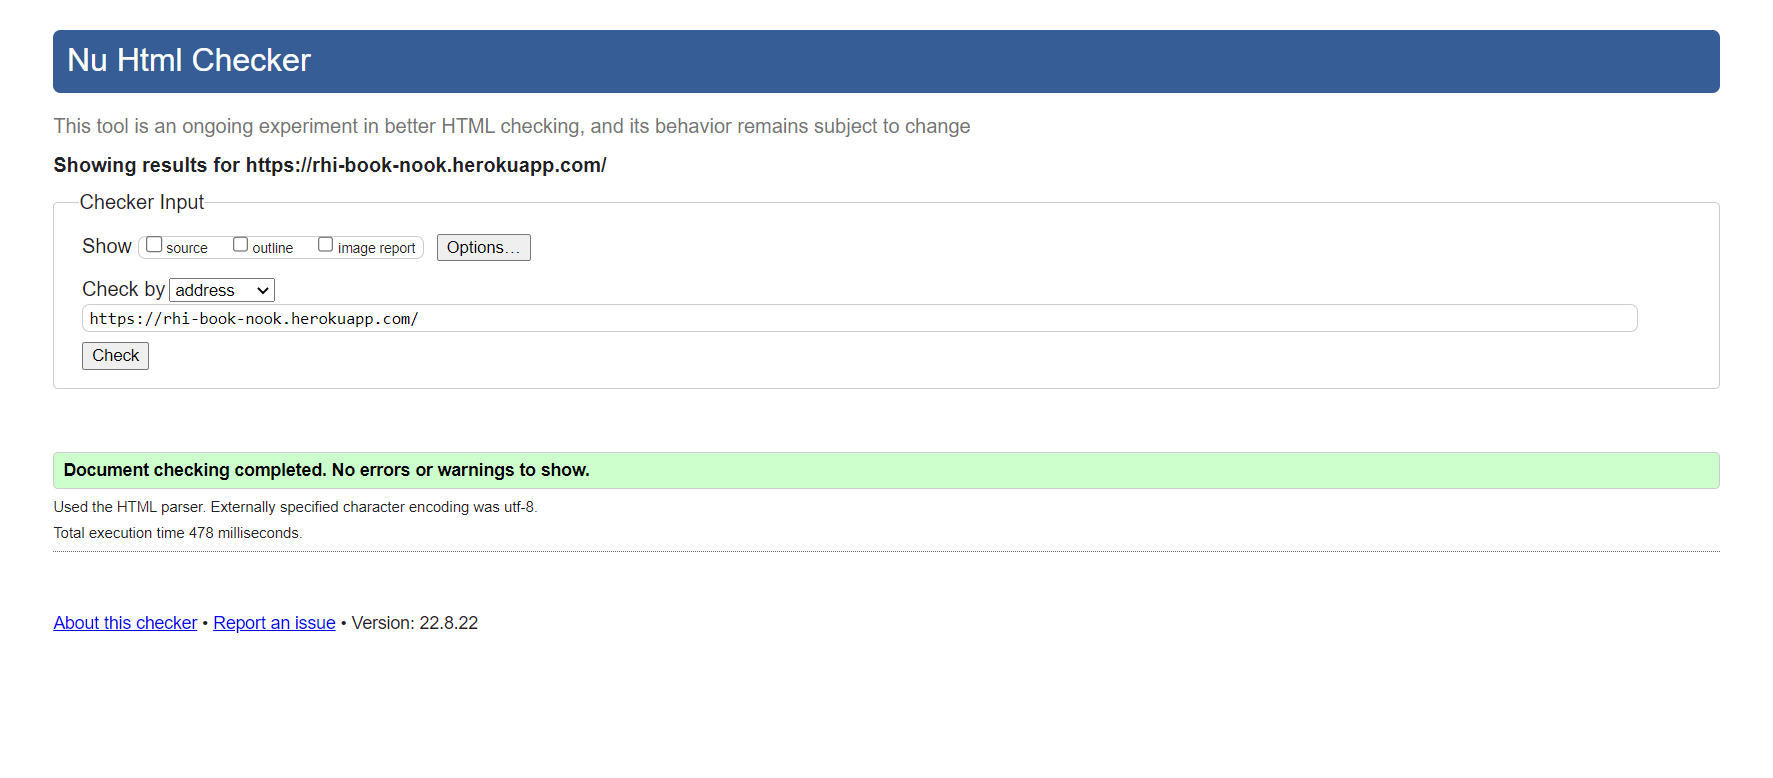 Nu Html Checker
This tool is an ongoing experiment in better HTML checking, and its behavior remains subject to change
Showing results for https://rhi-book-nook.herokuapp.com/
Checker Input
Show source outline image report Options...
Check by address
https://rhi-book-nook.herokuapp.com/
Check
Document checking completed. No errors or warnings to show.
Used the HTML parser. Externally specified character encoding was utf-8.
Total execution time 478 milliseconds.
About this checker • Report an issue • Version: 22.8.22